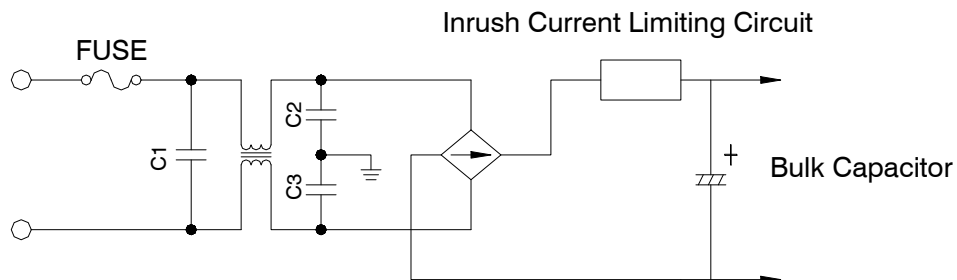 Inrush Current Limiting Circuit
FUSE
C1
C2
C3
+
Bulk Capacitor